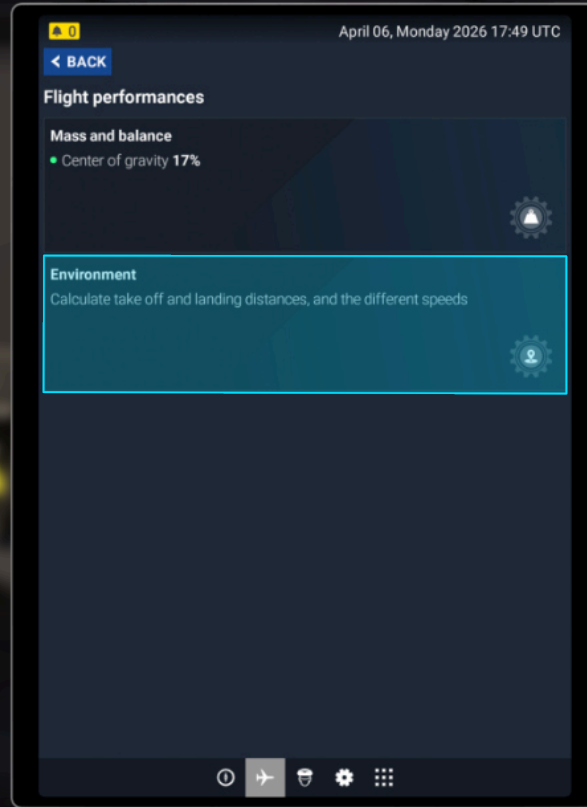 0
April 06, Monday 2026 17:49 UTC
BACK
Flight performances
Mass and balance
Center of gravity 17%
Environment
Calculate take off and landing distances, and the different speeds